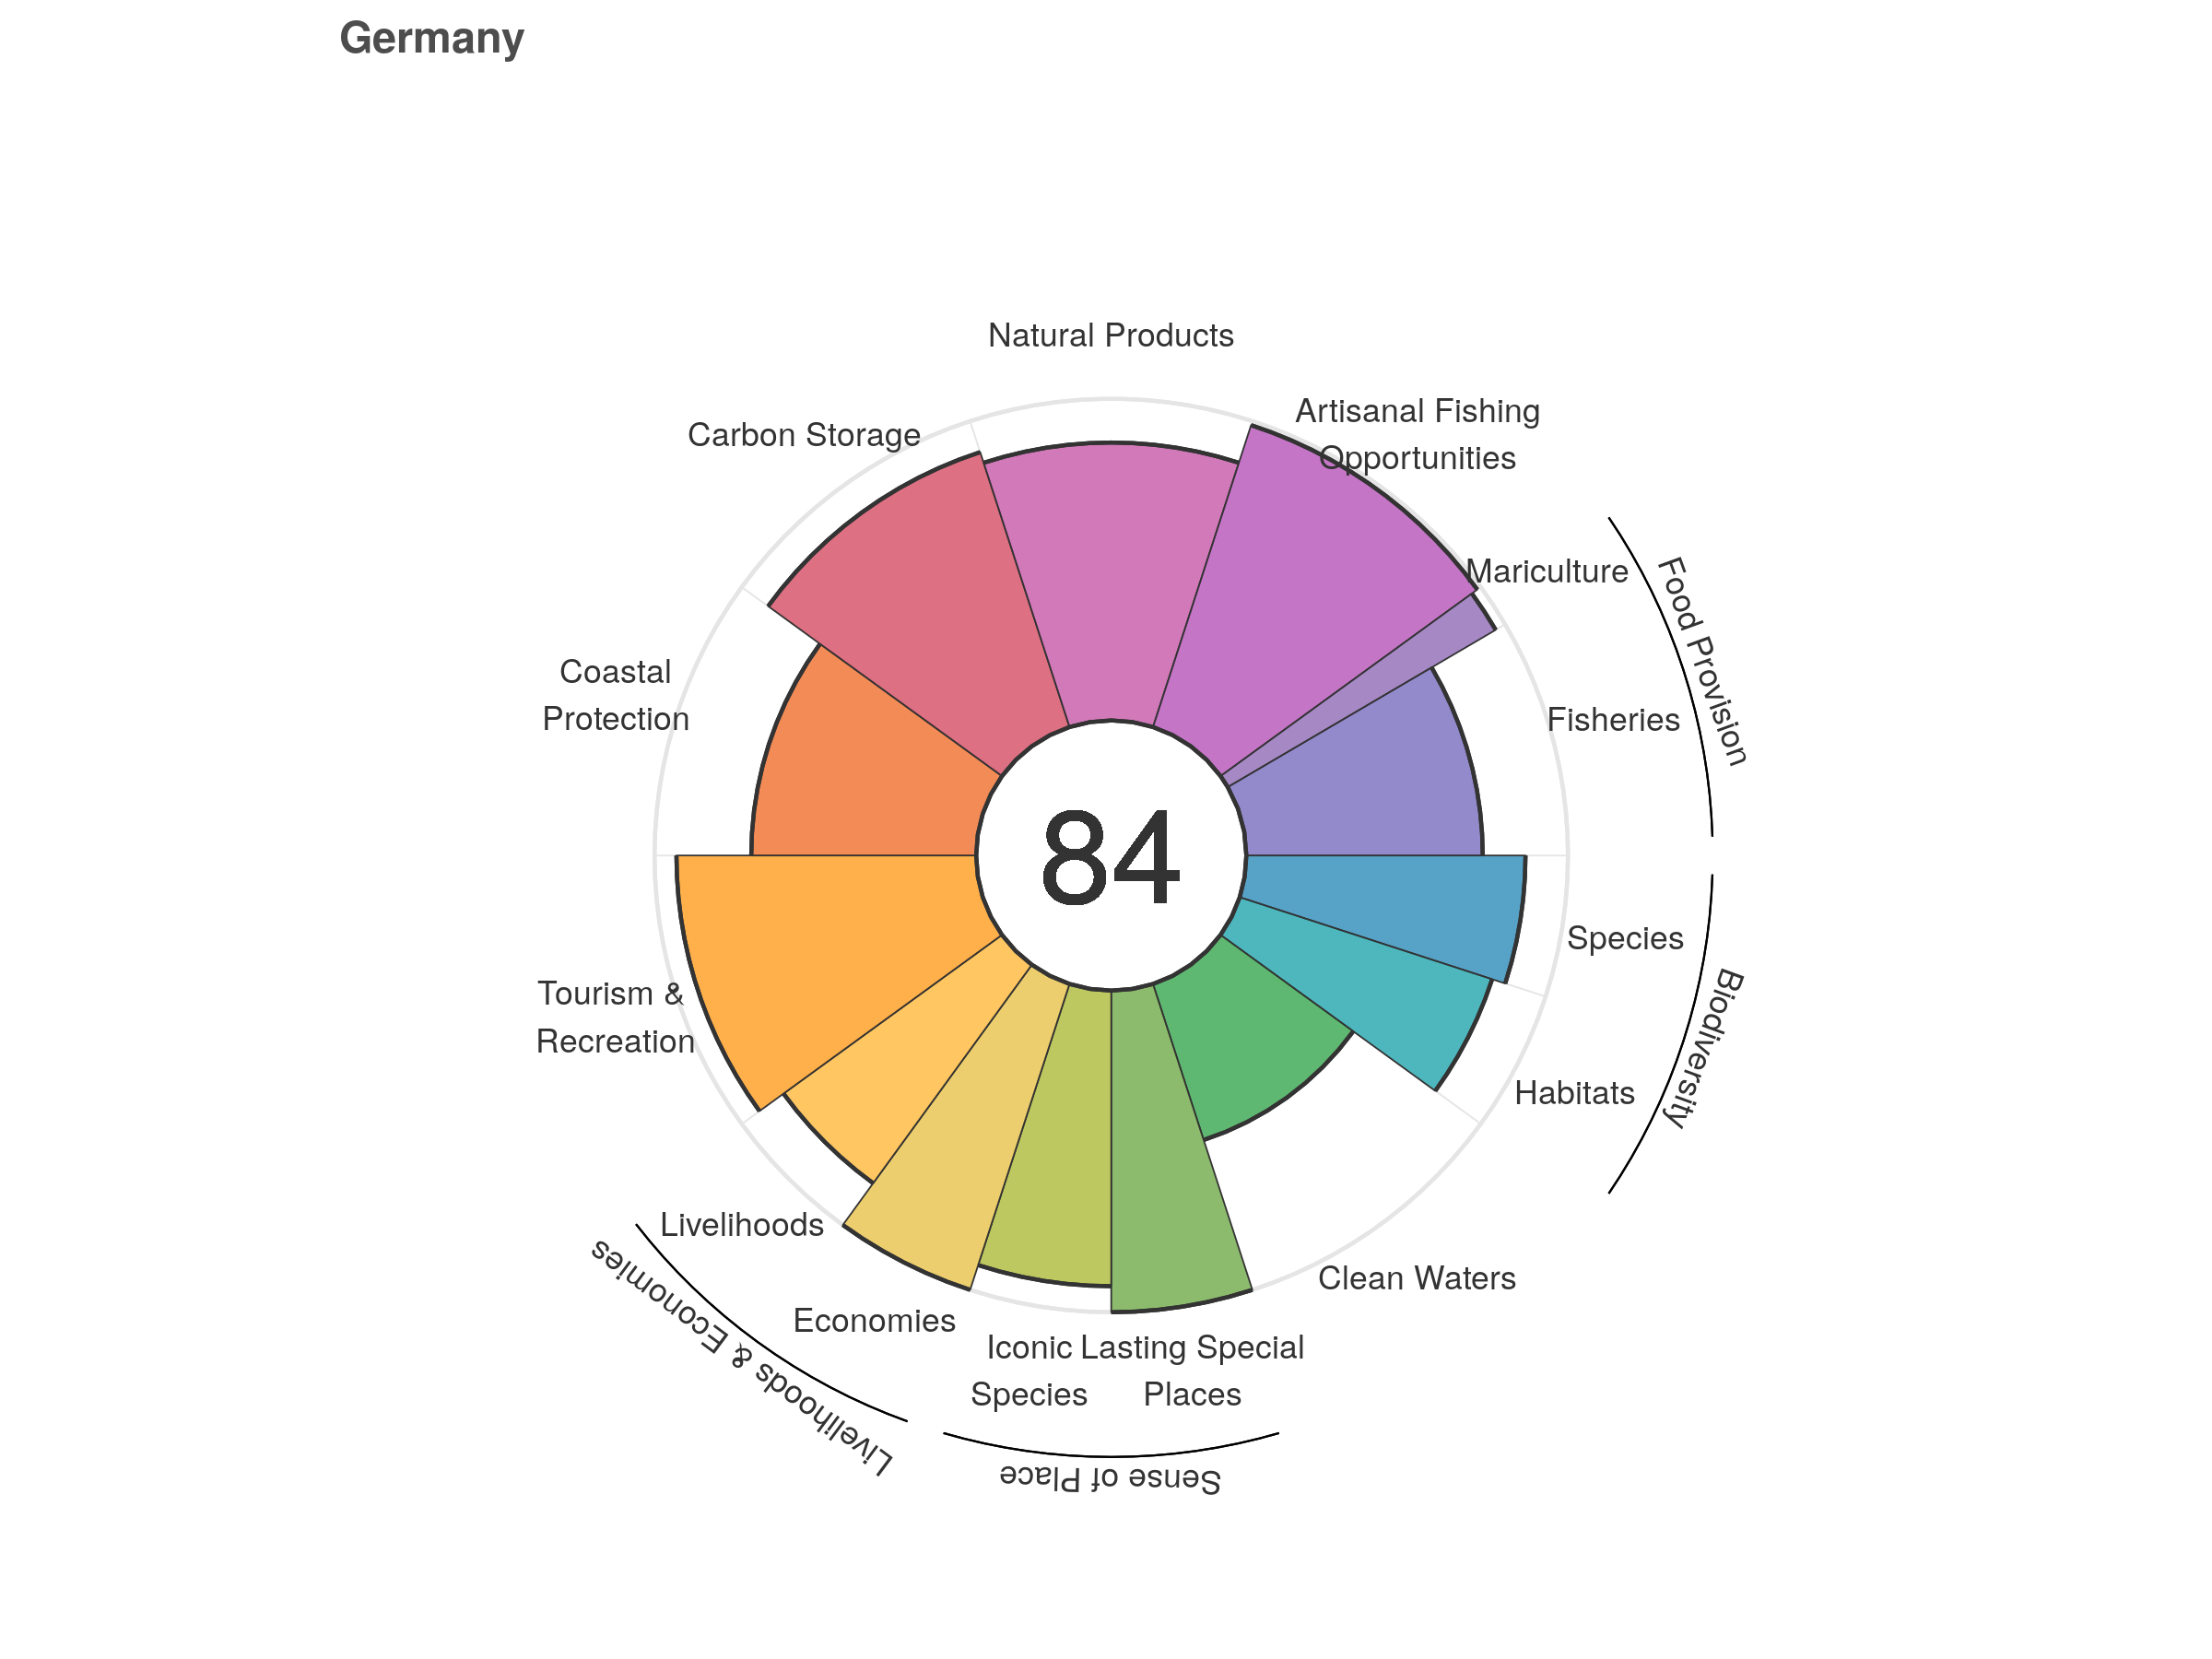 Germany
Natural Products
Artisanal Fishing
Opportunities
Carbon Storage
Mariculture
Food Provision
Coastal
Protection
Fisheries
84
Species
Biodiversity
Tourism &
Recreation
Habitats
Livelihoods
Clean Waters
Economies
Livelihoods & Economies
Iconic
Species
Lasting Special
Places
Sense of Place